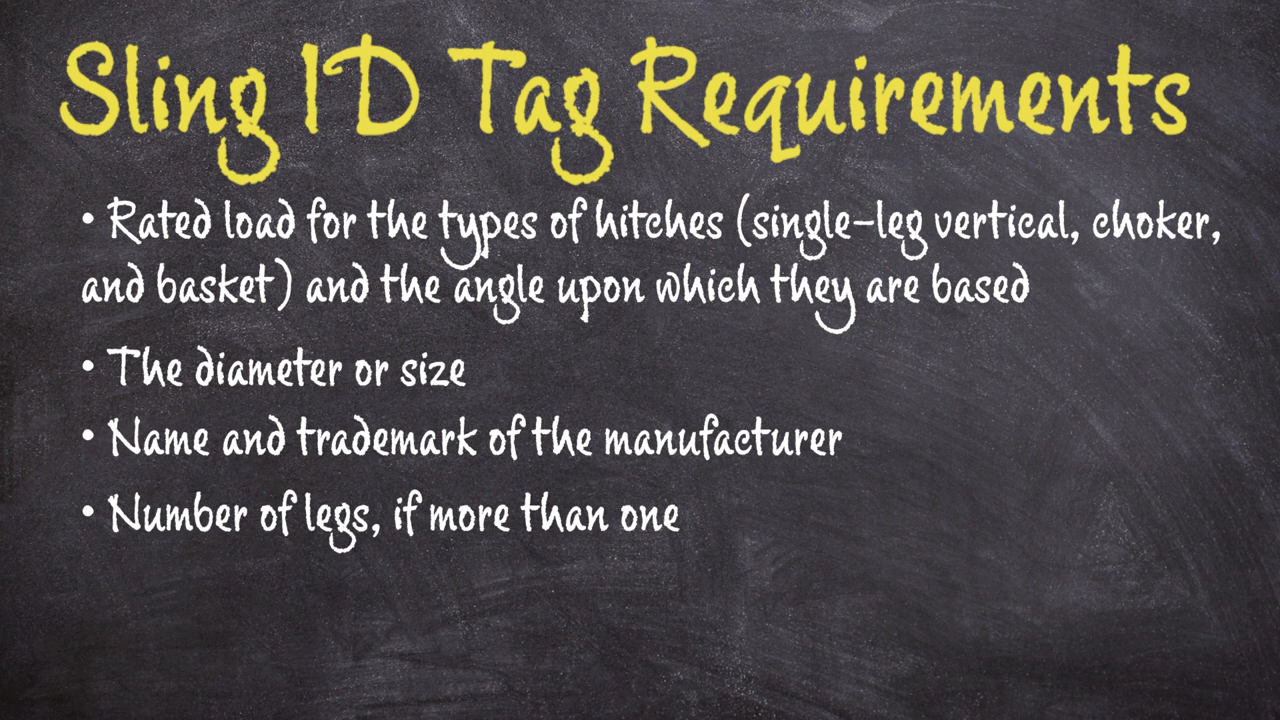 Sling ID Tag Requirements
• Rated load for the types of hitches (single-leg vertical, choker,
and basket) and the angle upon which they are based
• The diameter or size
• Name and trademark of the manufacturer
• Number of legs, if more than one